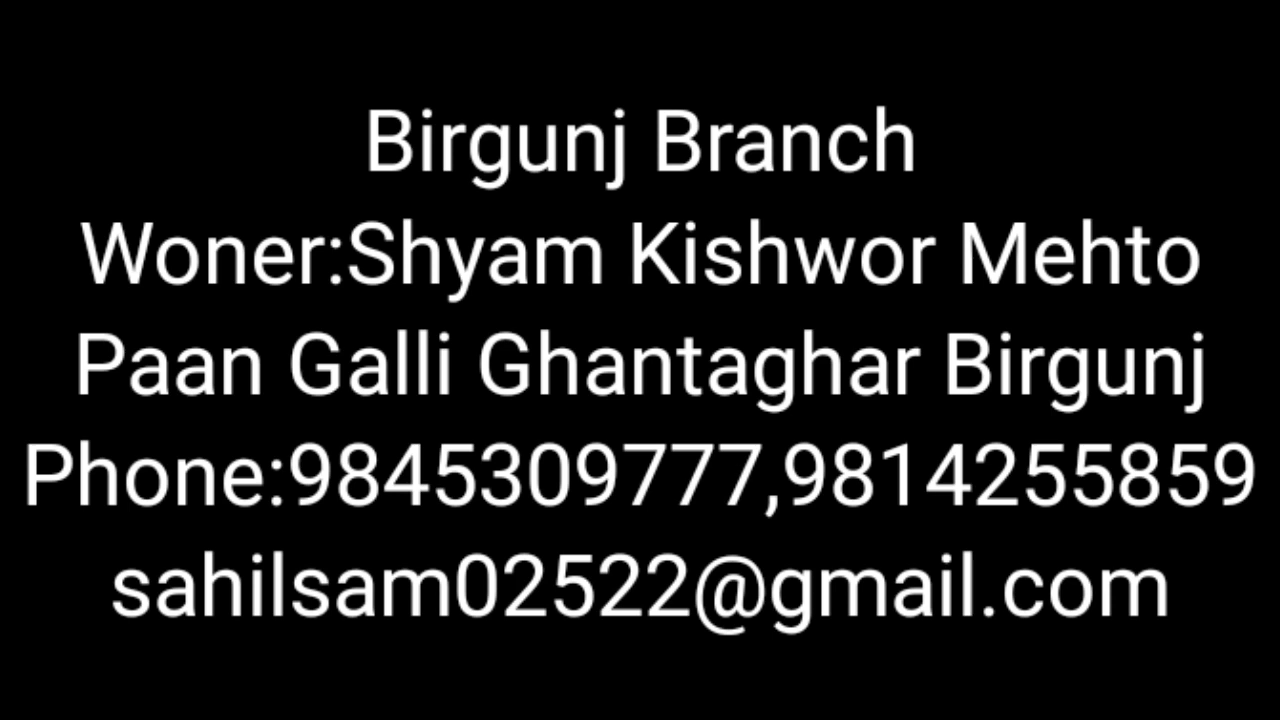 Birgunj Branch
Woner:Shyam Kishwor Mehto
Paan Galli Ghantaghar Birgunj
Phone:9845309777,9814255859
sahilsam02522@gmail.com